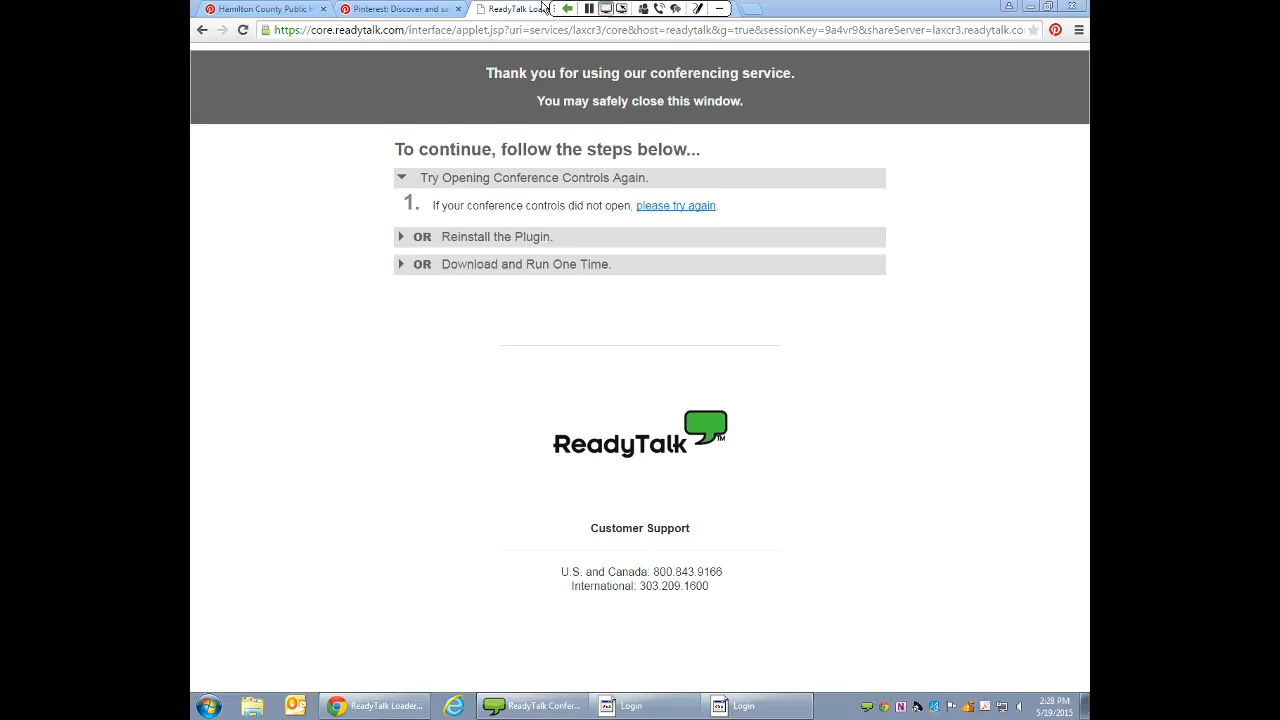 Hamilton County Public H
Pinterest: Discover and sa
ReadyTalk Loa
https://core.readytalk.com/interface/applet.jsp?uri=services/laxcr3/core&host=readytalk&g=true&sessionKey=9a4vr9&shareServer=laxcr3.readytalk.co
Thank you for using our conferencing service.
You may safely close this window.
To continue, follow the steps below...
Try Opening Conference Controls Again.
1. If your conference controls did not open, please try again.
OR Reinstall the Plugin.
OR Download and Run One Time.
ReadyTalk TM
Customer Support
U.S. and Canada: 800.843.9166
International: 303.209.1600
ReadyTalk Loader...
ReadyTalk Confer...
Login
Login
2:28 PM
5/19/2015